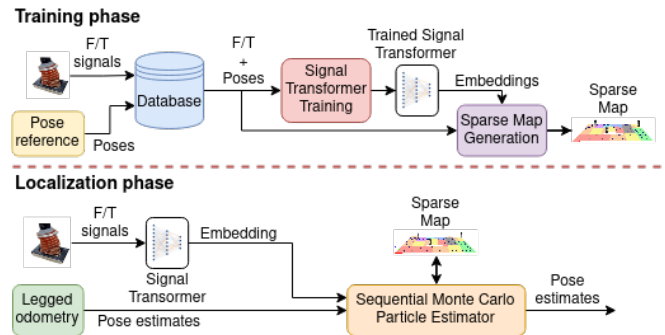 Training phase
F/T
signals
Pose
reference
Poses
Database
F/T
+
Poses
Signal
Transformer
Training
Trained Signal
Transformer
Embeddings
Sparse Map
Generation
Sparse
Map
Localization phase
F/T
signals
Signal
Transormer
Embedding
Legged
odometry
Pose estimates
Sparse
Map
Sequential Monte Carlo
Particle Estimator
Pose
estimates